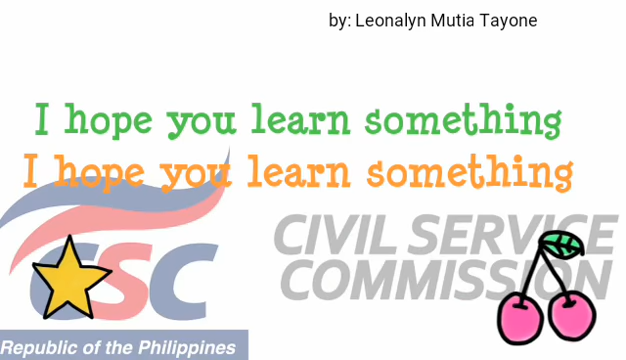 by: Leonalyn Mutia Tayone
I hope you learn something
I hope you learn something
CIVIL SERVICE
COMMISSION
CSC
Republic of the Philippines